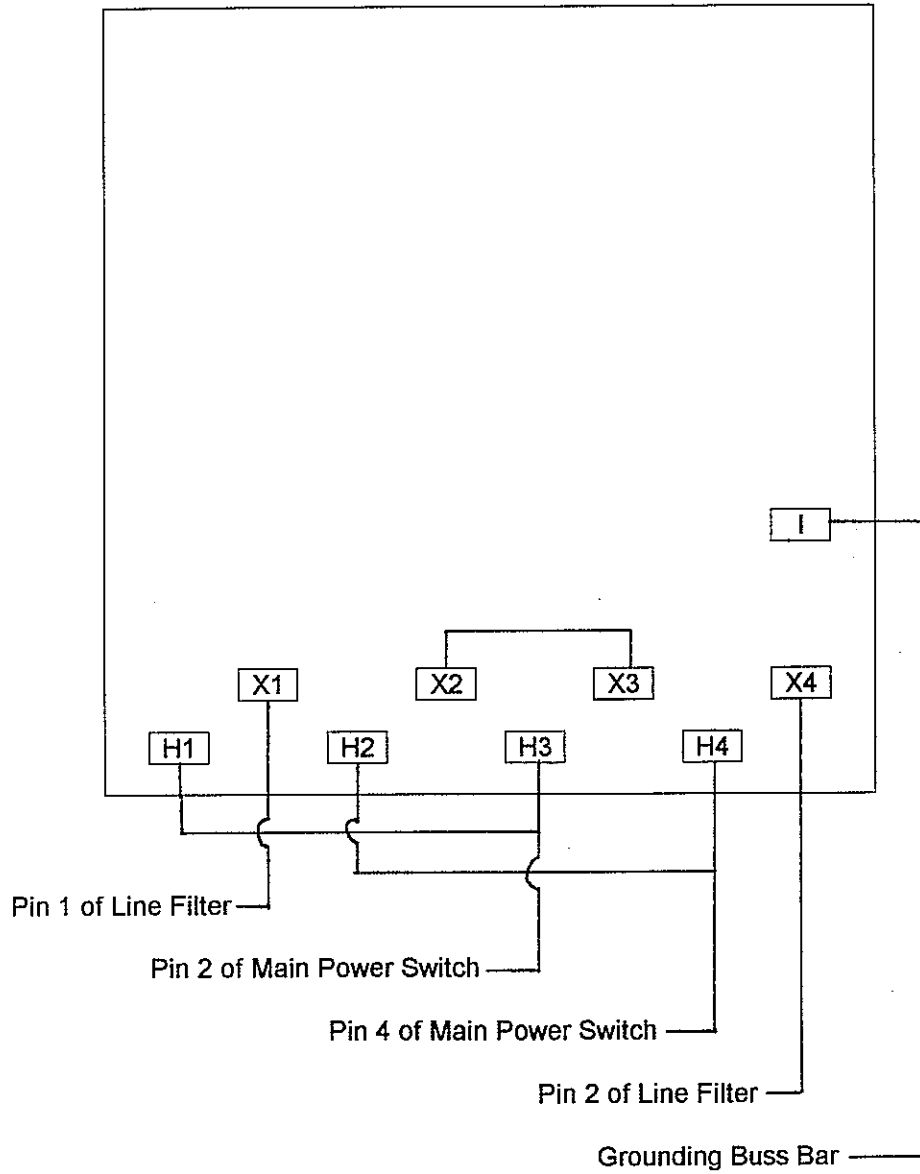 I
X1
X2
X3
X4
H1
H2
H3
H4
Pin 1 of Line Filter
Pin 2 of Main Power Switch
Pin 4 of Main Power Switch
Pin 2 of Line Filter
Grounding Buss Bar